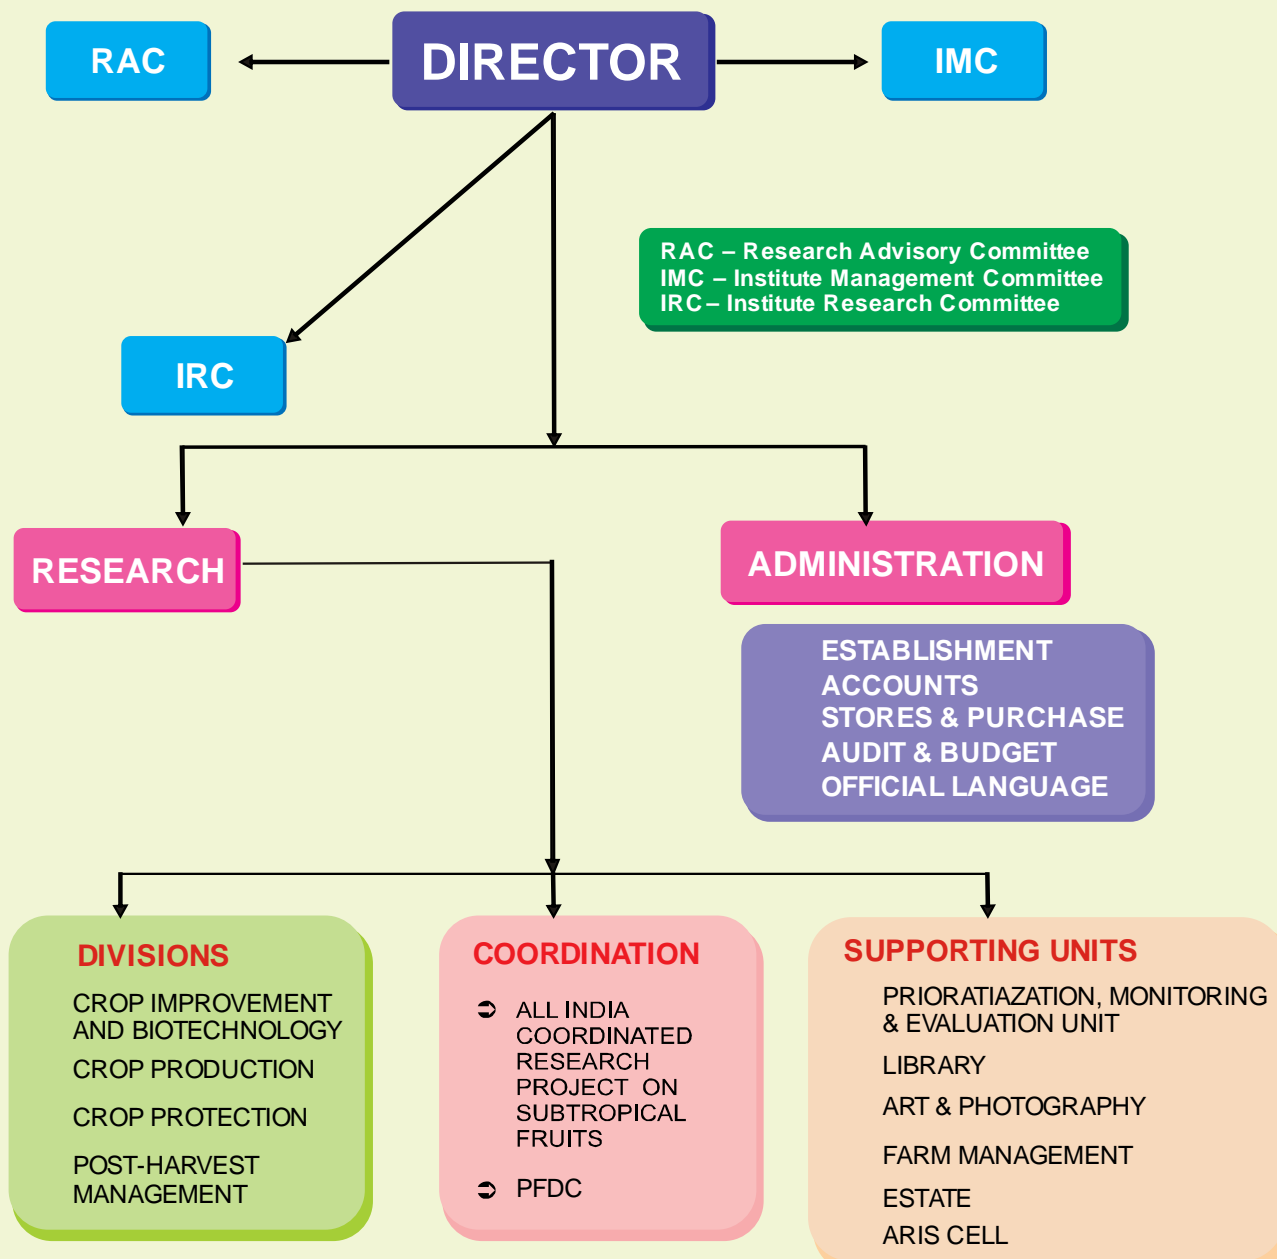 RAC
DIRECTOR
IMC
RAC – Research Advisory Committee
IMC – Institute Management Committee
IRC – Institute Research Committee
IRC
RESEARCH
ADMINISTRATION
ESTABLISHMENT
ACCOUNTS
STORES & PURCHASE
AUDIT & BUDGET
OFFICIAL LANGUAGE
DIVISIONS
CROP IMPROVEMENT
AND BIOTECHNOLOGY
CROP PRODUCTION
CROP PROTECTION
POST-HARVEST
MANAGEMENT
COORDINATION
➲ ALL INDIA
COORDINATED
RESEARCH
PROJECT ON
SUBTROPICAL
FRUITS
➲ PFDC
SUPPORTING UNITS
PRIORATIAZATION, MONITORING
& EVALUATION UNIT
LIBRARY
ART & PHOTOGRAPHY
FARM MANAGEMENT
ESTATE
ARIS CELL